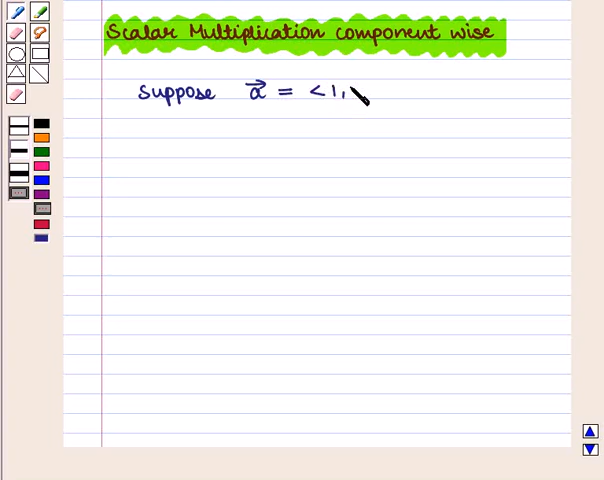 Scalar Multiplication component wise
Suppose a⃗ = <1,